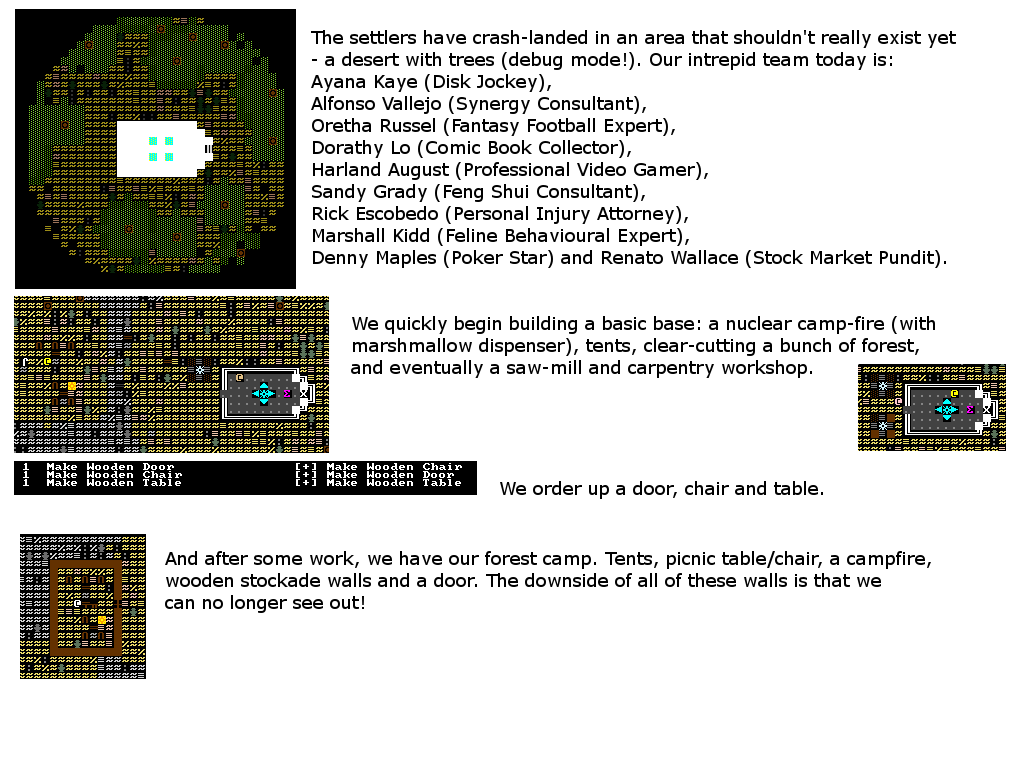 The settlers have crash-landed in an area that shouldn't really exist yet
- a desert with trees (debug mode!). Our intrepid team today is:
Ayana Kaye (Disk Jockey),
Alfonso Vallejo (Synergy Consultant),
Oretha Russel (Fantasy Football Expert),
Dorathy Lo (Comic Book Collector),
Harland August (Professional Video Gamer),
Sandy Grady (Feng Shui Consultant),
Rick Escobedo (Personal Injury Attorney),
Marshall Kidd (Feline Behavioural Expert),
Denny Maples (Poker Star) and Renato Wallace (Stock Market Pundit).
We quickly begin building a basic base: a nuclear camp-fire (with
marshmallow dispenser), tents, clear-cutting a bunch of forest,
and eventually a saw-mill and carpentry workshop.
1 Make Wooden Door [+] Make Wooden Chair
1 Make Wooden Chair [+] Make Wooden Door
1 Make Wooden Table [+] Make Wooden Table
We order up a door, chair and table.
And after some work, we have our forest camp. Tents, picnic table/chair, a campfire,
wooden stockade walls and a door. The downside of all of these walls is that we
can no longer see out!